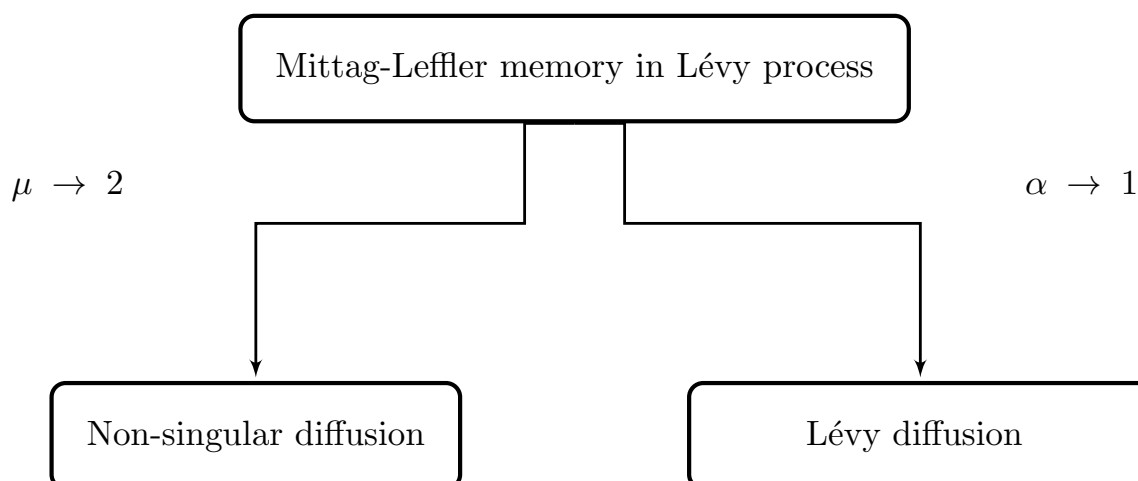 Mittag-Leffler memory in Lévy process
μ → 2
α → 1
Non-singular diffusion
Lévy diffusion